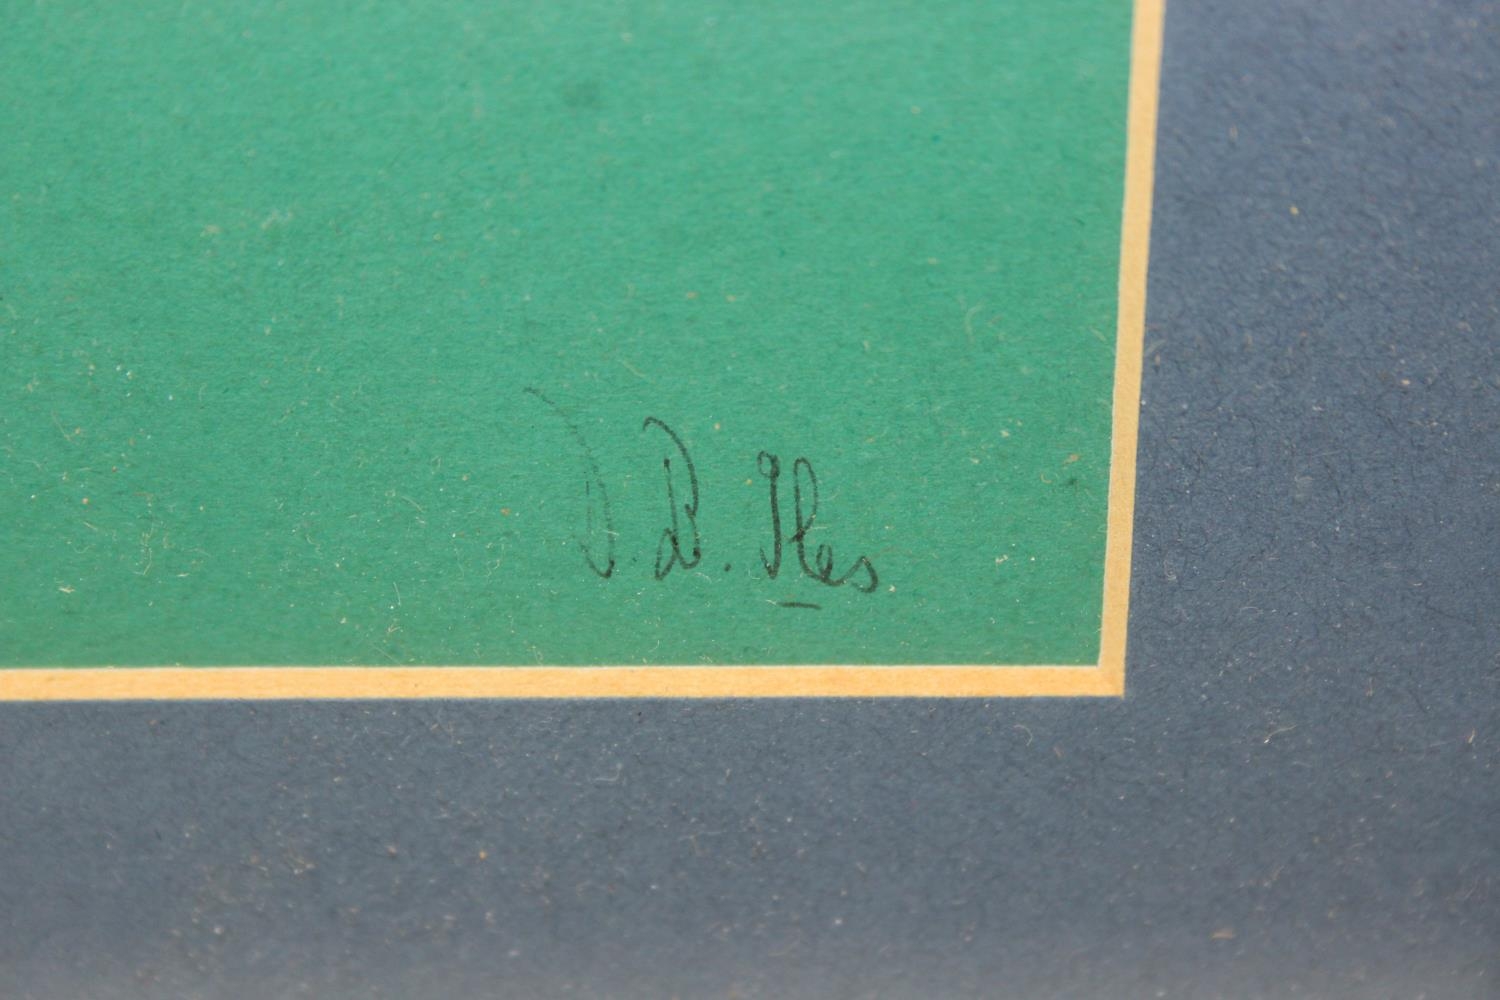 D. B. Iles